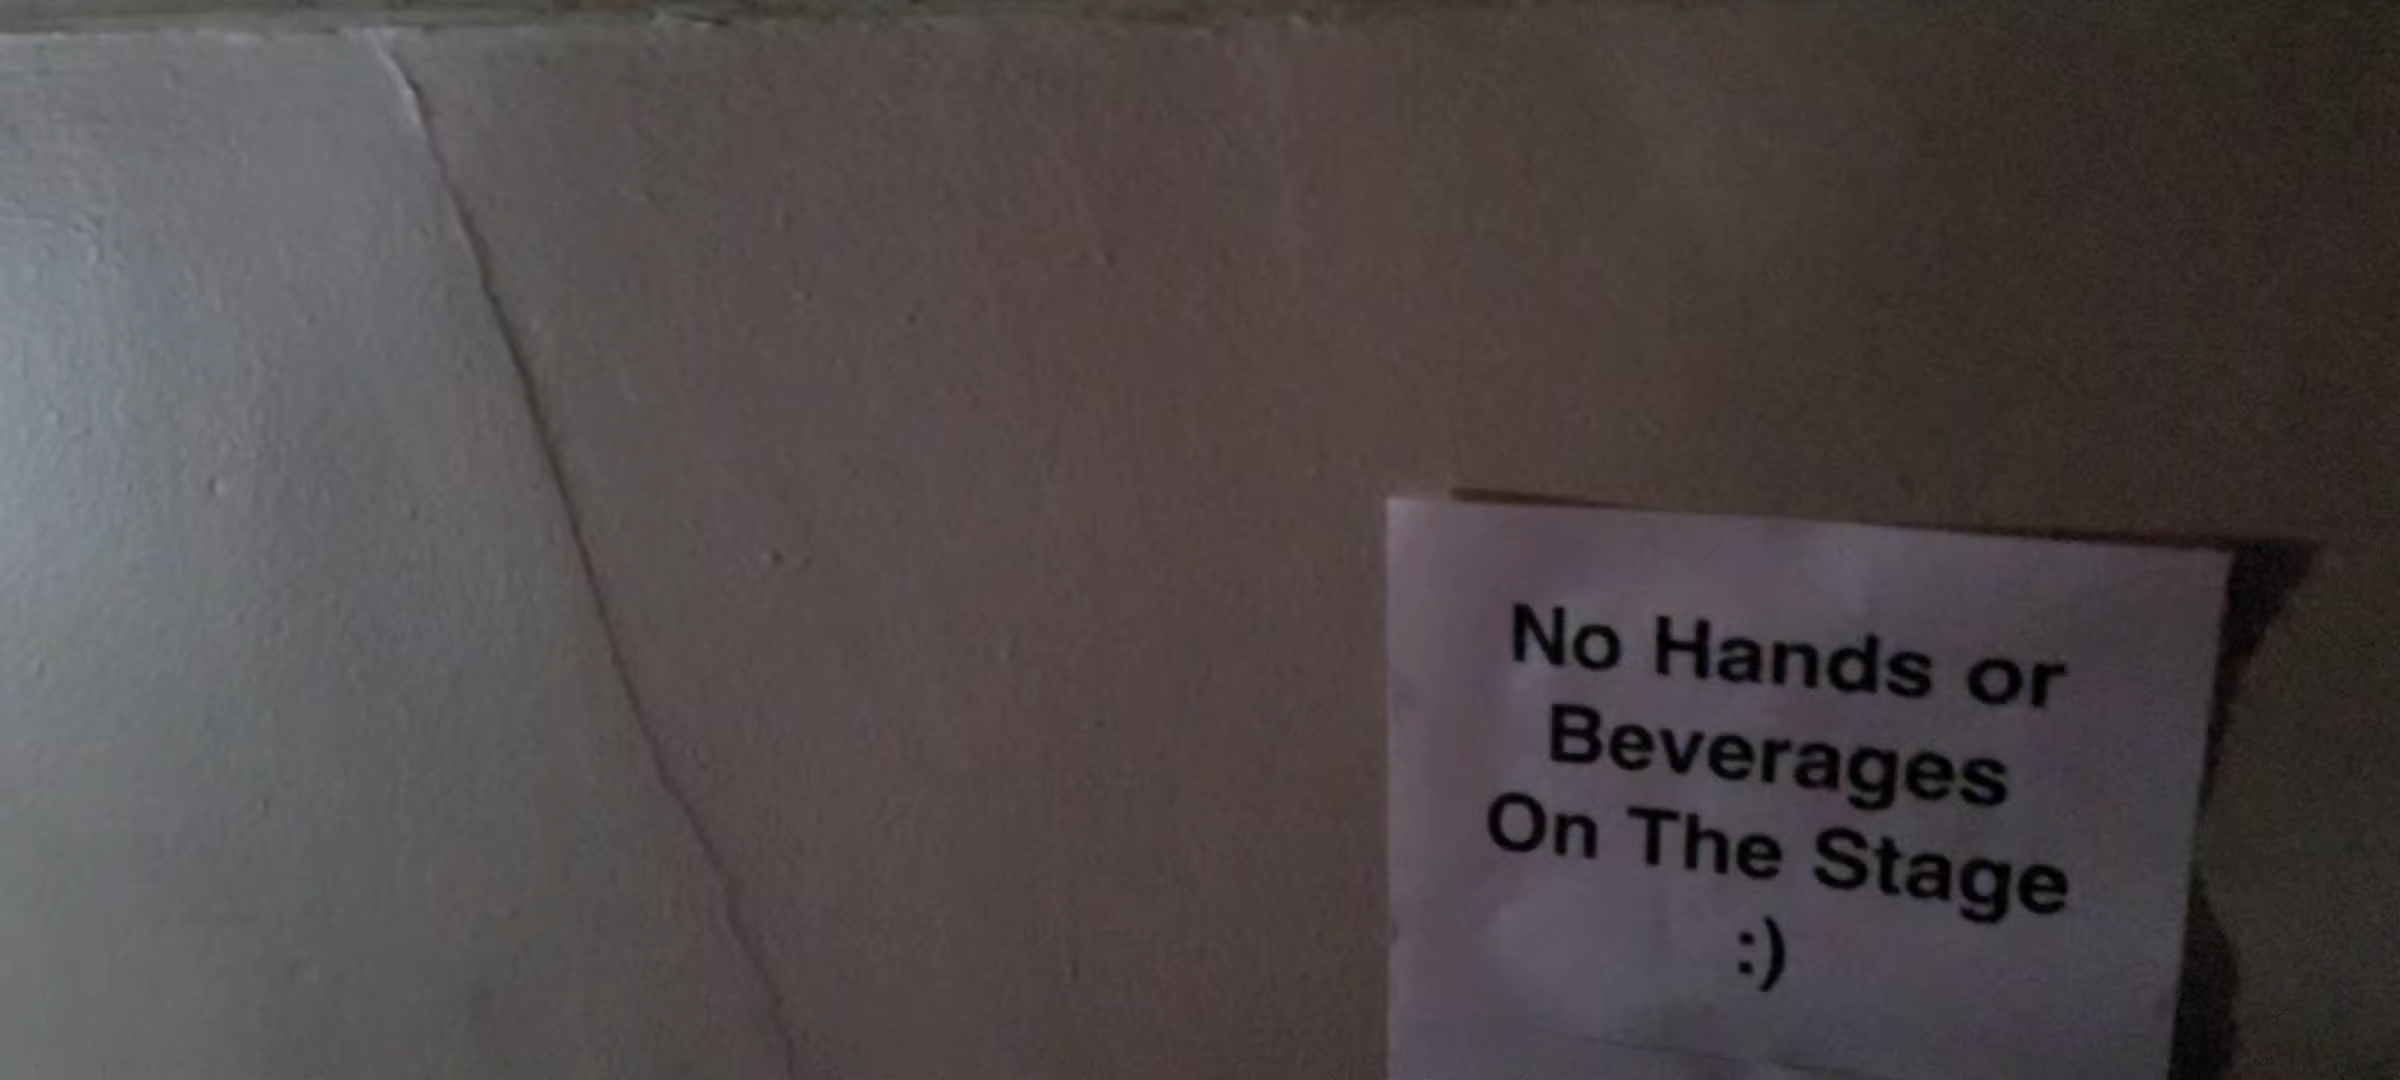 No Hands or
Beverages
On The Stage
:)